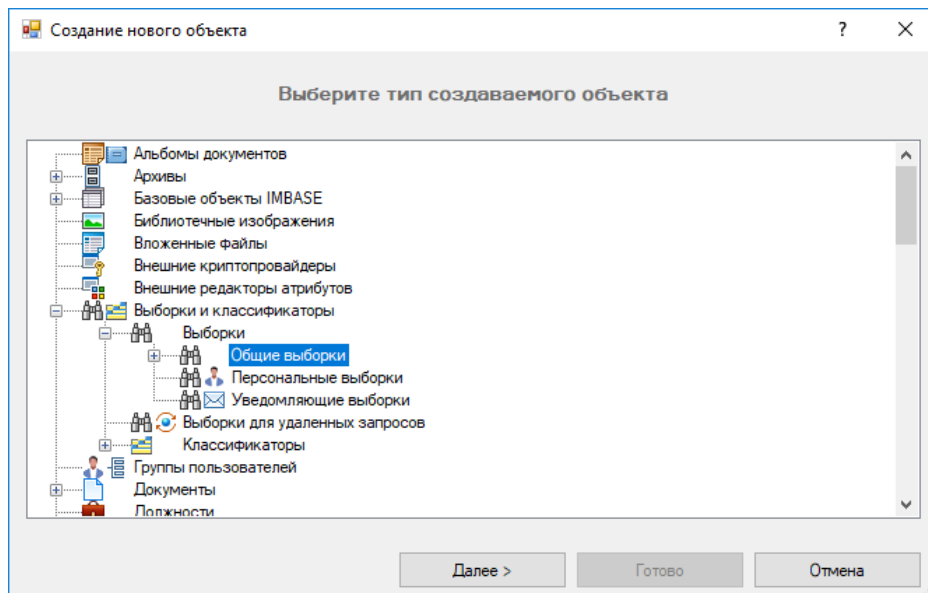 Создание нового объекта
Выберите тип создаваемого объекта
Альбомы документов
Архивы
Базовые объекты IMBASE
Библиотечные изображения
Вложенные файлы
Внешние криптопровайдеры
Внешние редакторы атрибутов
Выборки и классификаторы
Выборки
Общие выборки
Персональные выборки
Уведомляющие выборки
Выборки для удаленных запросов
Классификаторы
Группы пользователей
Документы
Должности
Далее > Готово Отмена